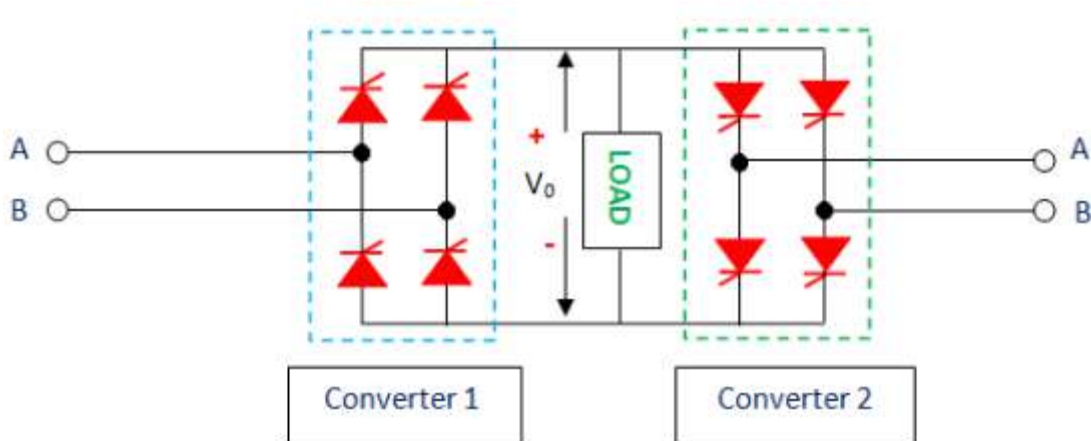 A
B
+
V₀
-
LOAD
A
B
Converter 1
Converter 2